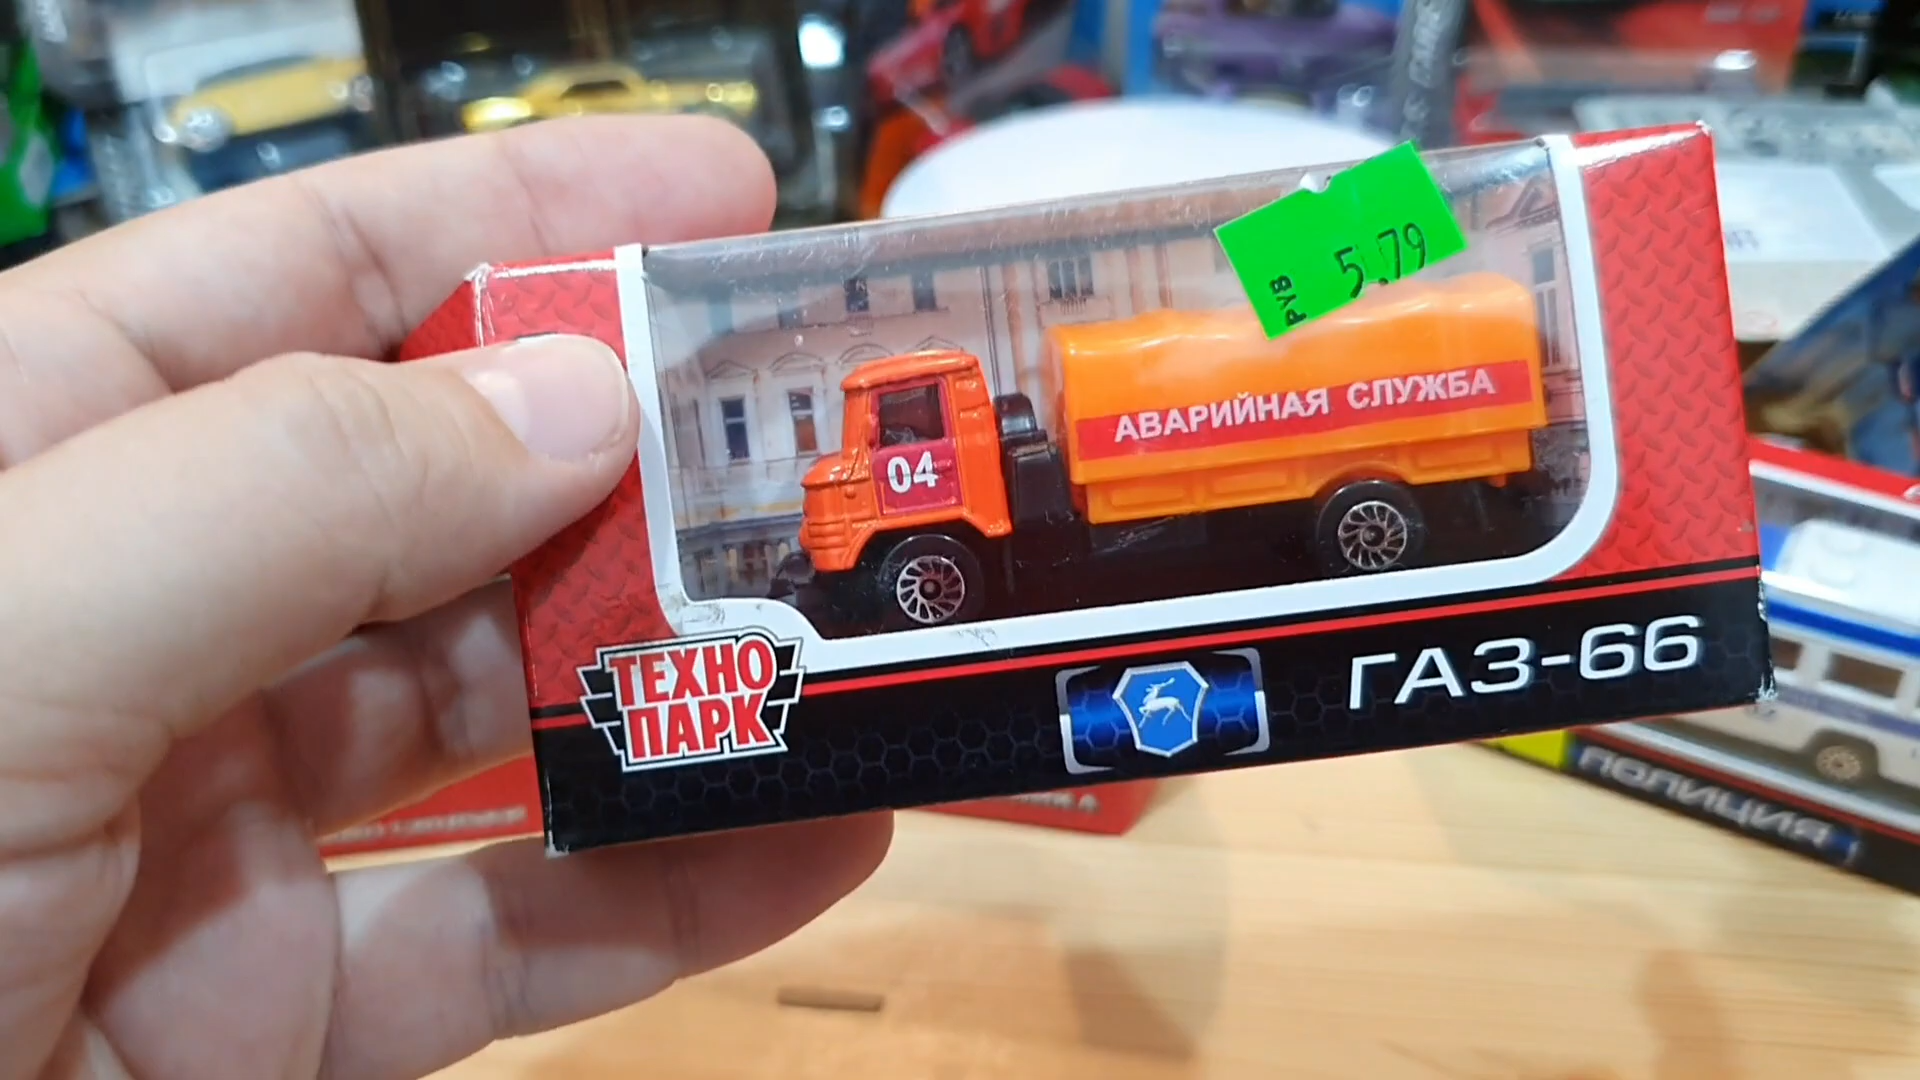 РУБ 5.79
АВАРИЙНАЯ СЛУЖБА
04
ТЕХНО
ПАРК
ГАЗ-66
ПОЛИЦИЯ